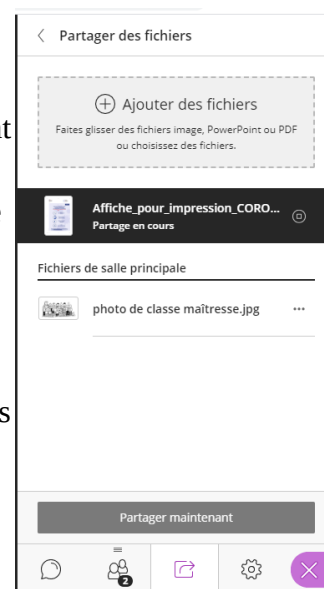 Partager des fichiers
Ajouter des fichiers
Faites glisser des fichiers image, PowerPoint ou PDF
ou choisissez des fichiers.
Affiche_pour_impression_CORO...
Partage en cours
Fichiers de salle principale
photo de classe maîtresse.jpg
Partager maintenant
2